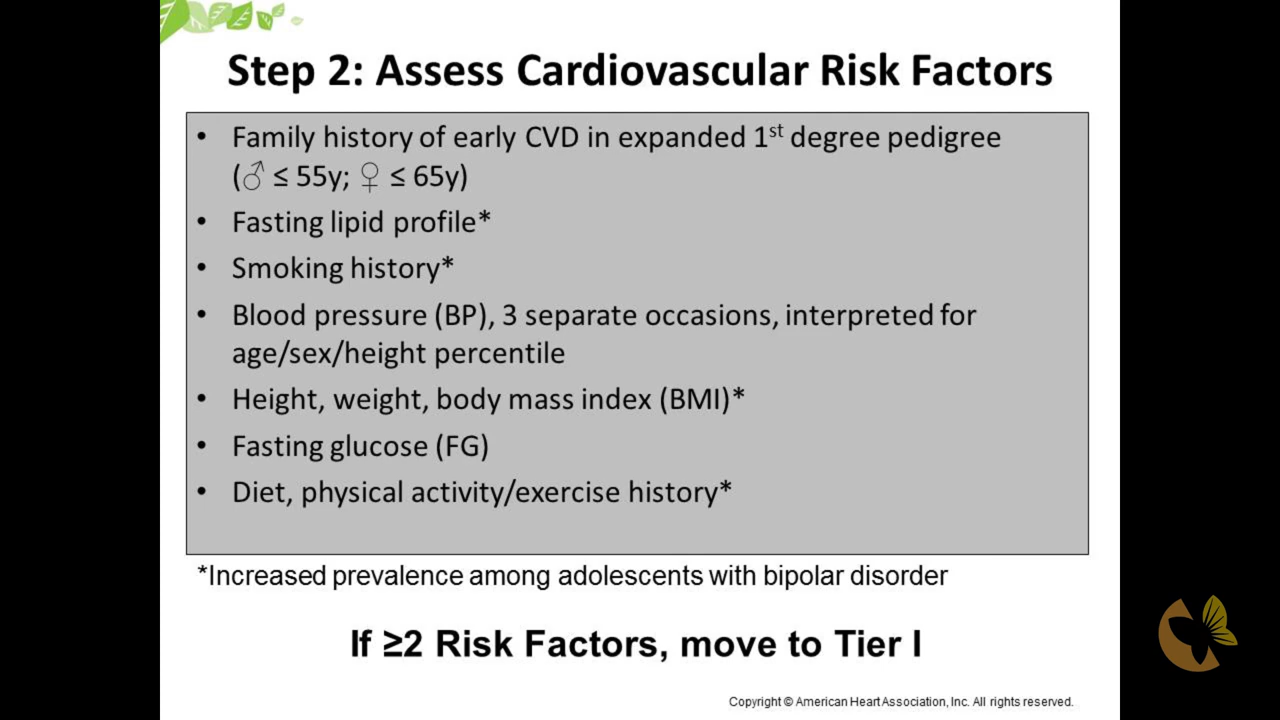 Step 2: Assess Cardiovascular Risk Factors
• Family history of early CVD in expanded 1st degree pedigree
(♂ ≤ 55y; ♀ ≤ 65y)
• Fasting lipid profile*
• Smoking history*
• Blood pressure (BP), 3 separate occasions, interpreted for
age/sex/height percentile
• Height, weight, body mass index (BMI)*
• Fasting glucose (FG)
• Diet, physical activity/exercise history*
*Increased prevalence among adolescents with bipolar disorder
If ≥2 Risk Factors, move to Tier I
Copyright © American Heart Association, Inc. All rights reserved.